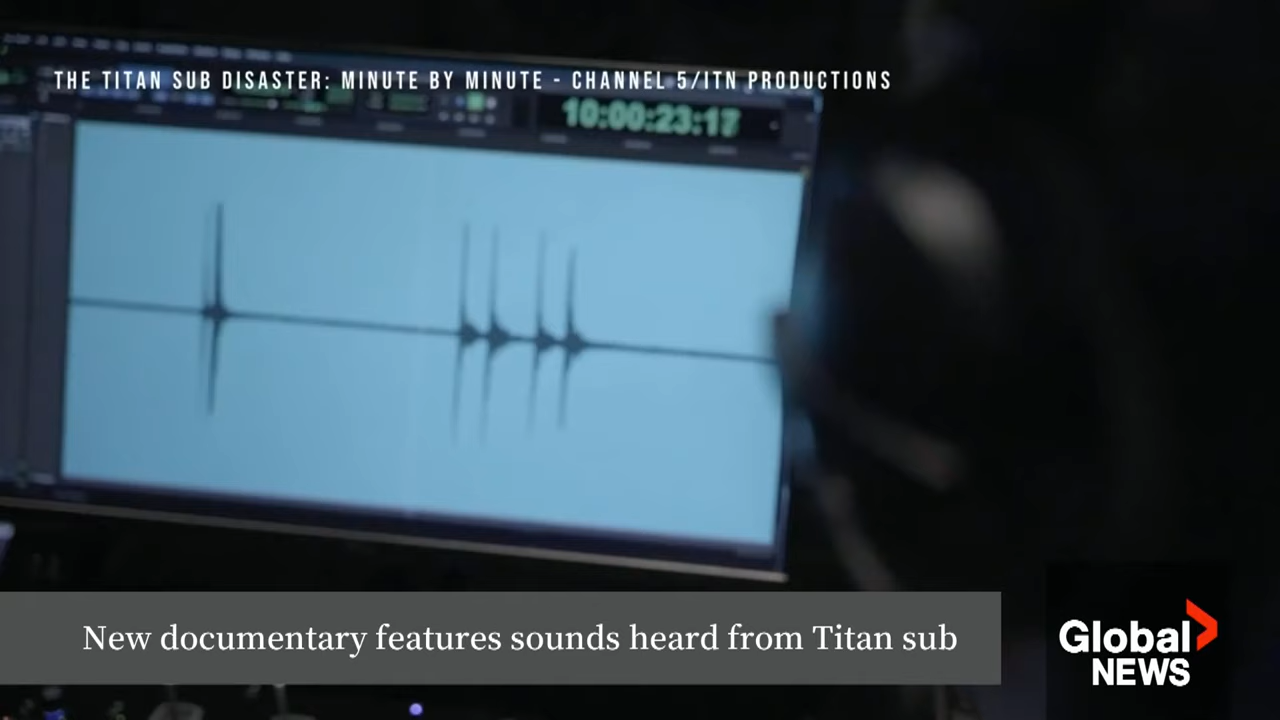 THE TITAN SUB DISASTER: MINUTE BY MINUTE - CHANNEL 5/ITN PRODUCTIONS
10:00:23:17
New documentary features sounds heard from Titan sub
Global
NEWS